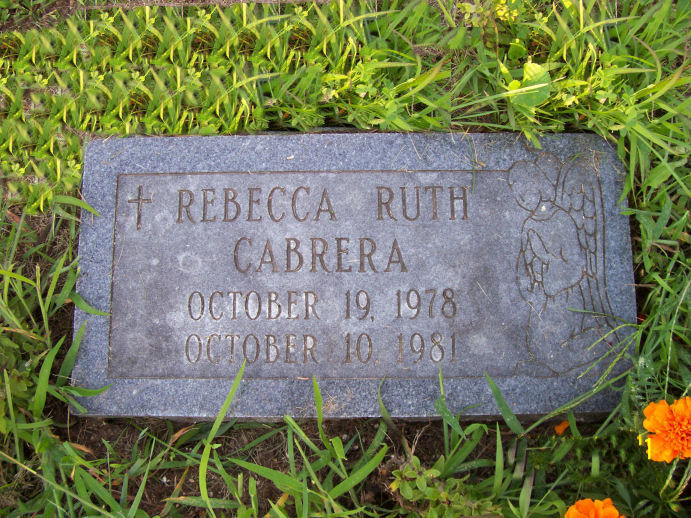 REBECCA RUTH
CABRERA
OCTOBER 19, 1978
OCTOBER 10, 1981